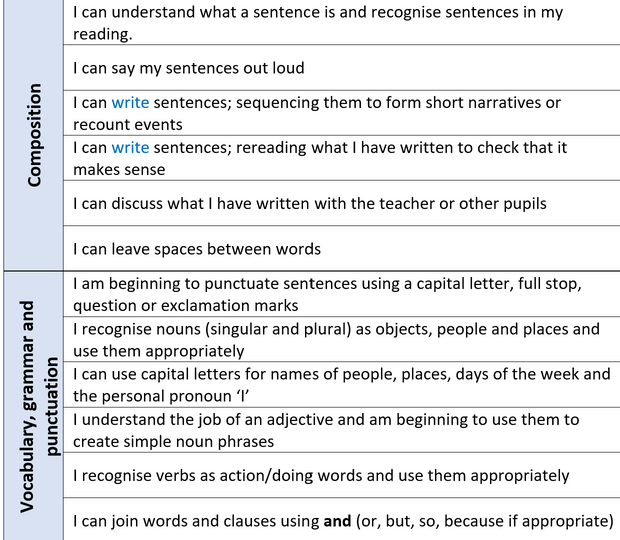 Composition
I can understand what a sentence is and recognise sentences in my
reading.
I can say my sentences out loud
I can write sentences; sequencing them to form short narratives or
recount events
I can write sentences; rereading what I have written to check that it
makes sense
I can discuss what I have written with the teacher or other pupils
I can leave spaces between words
Vocabulary, grammar and
punctuation
I am beginning to punctuate sentences using a capital letter, full stop,
question or exclamation marks
I recognise nouns (singular and plural) as objects, people and places and
use them appropriately
I can use capital letters for names of people, places, days of the week and
the personal pronoun ‘I’
I understand the job of an adjective and am beginning to use them to
create simple noun phrases
I recognise verbs as action/doing words and use them appropriately
I can join words and clauses using and (or, but, so, because if appropriate)